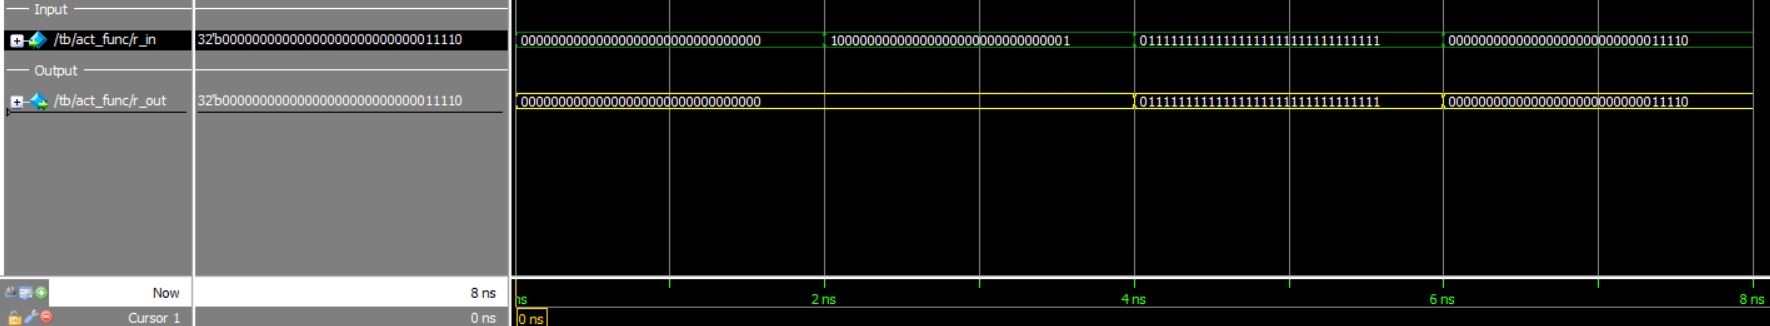 Input
/tb/act_func/r_in 32'b00000000000000000000000000011110 00000000000000000000000000000000 10000000000000000000000000000001 01111111111111111111111111111111 00000000000000000000000000011110
Output
/tb/act_func/r_out 32'b00000000000000000000000000011110 00000000000000000000000000000000 01111111111111111111111111111111 00000000000000000000000000011110
Now 8 ns ns 2 ns 4 ns 6 ns 8 ns
Cursor 1 0 ns 0 ns